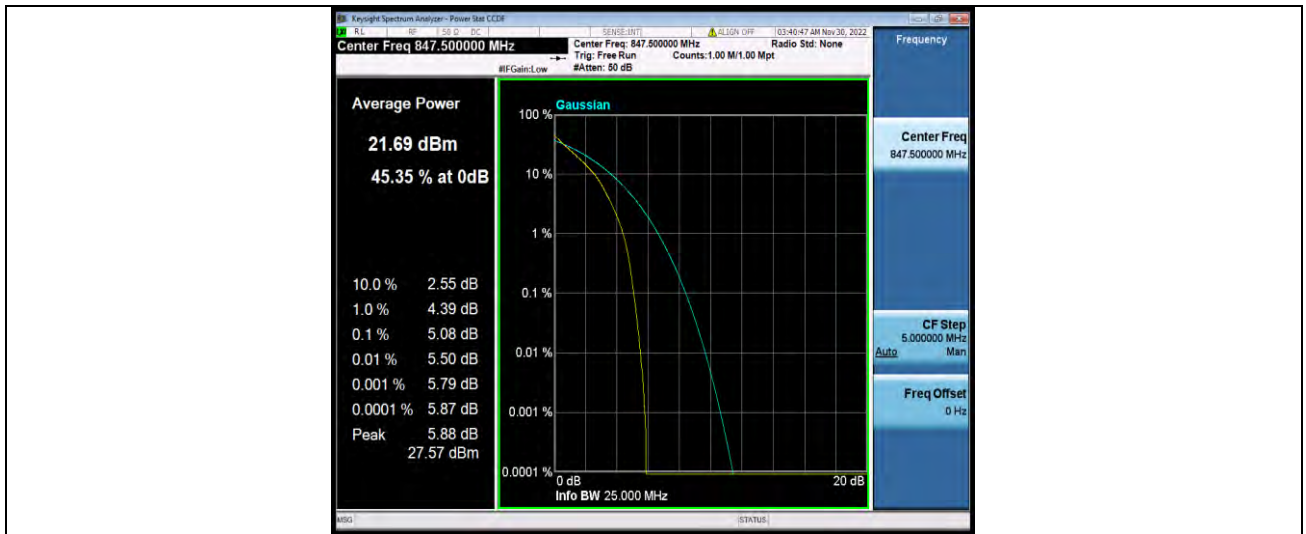 Keysight Spectrum Analyzer - Power Stat CCDF
RL RF 50 Ω DC SENSE:INT ALIGN OFF 03:40:47 AM Nov 30, 2022
Center Freq 847.500000 MHz
Center Freq: 847.500000 MHz Radio Std: None
Trig: Free Run Counts:1.00 M/1.00 Mpt
#IFGain:Low #Atten: 50 dB
Frequency
Average Power
21.69 dBm
45.35 % at 0dB
10.0 % 2.55 dB
1.0 % 4.39 dB
0.1 % 5.08 dB
0.01 % 5.50 dB
0.001 % 5.79 dB
0.0001 % 5.87 dB
Peak 5.88 dB
27.57 dBm
Gaussian
100 %
10 %
1 %
0.1 %
0.01 %
0.001 %
0.0001 %
0 dB 20 dB
Info BW 25.000 MHz
Center Freq
847.500000 MHz
CF Step
5.000000 MHz
Auto Man
Freq Offset
0 Hz
MSG STATUS